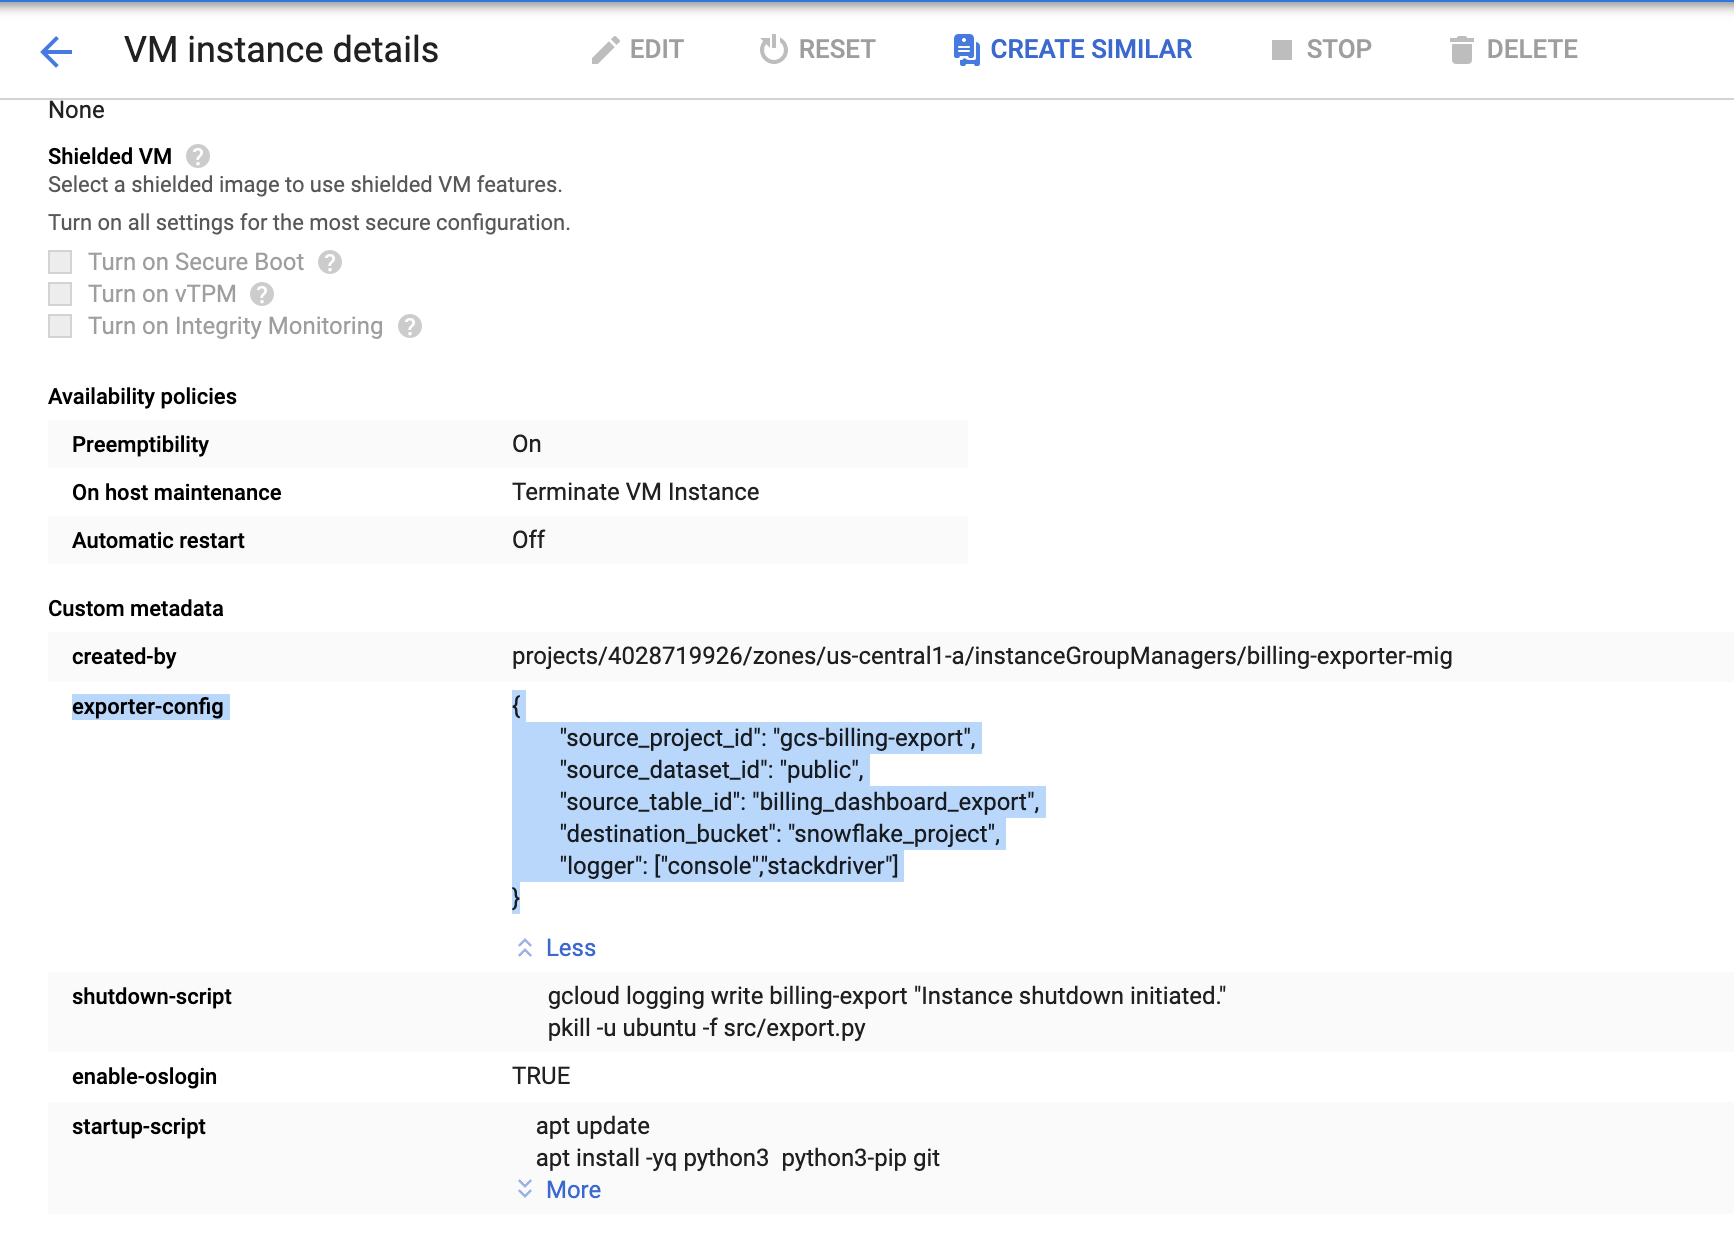 VM instance details
EDIT
RESET
CREATE SIMILAR
STOP
DELETE
None
Shielded VM
Select a shielded image to use shielded VM features.
Turn on all settings for the most secure configuration.
Turn on Secure Boot
Turn on vTPM
Turn on Integrity Monitoring
Availability policies
Preemptibility On
On host maintenance Terminate VM Instance
Automatic restart Off
Custom metadata
created-by projects/4028719926/zones/us-central1-a/instanceGroupManagers/billing-exporter-mig
exporter-config {
"source_project_id": "gcs-billing-export",
"source_dataset_id": "public",
"source_table_id": "billing_dashboard_export",
"destination_bucket": "snowflake_project",
"logger": ["console","stackdriver"]
}
Less
shutdown-script gcloud logging write billing-export "Instance shutdown initiated."
pkill -u ubuntu -f src/export.py
enable-oslogin TRUE
startup-script apt update
apt install -yq python3  python3-pip git
More